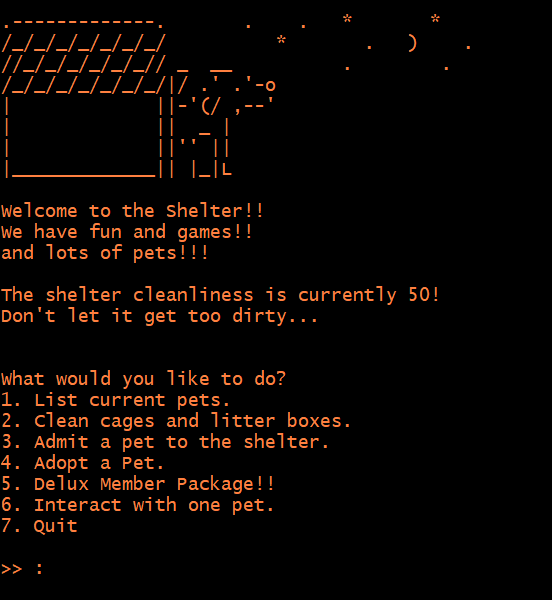 Welcome to the Shelter!!
We have fun and games!!
and lots of pets!!!
The shelter cleanliness is currently 50!
Don't let it get too dirty...
What would you like to do?
1. List current pets.
2. Clean cages and litter boxes.
3. Admit a pet to the shelter.
4. Adopt a Pet.
5. Delux Member Package!!
6. Interact with one pet.
7. Quit
>> :